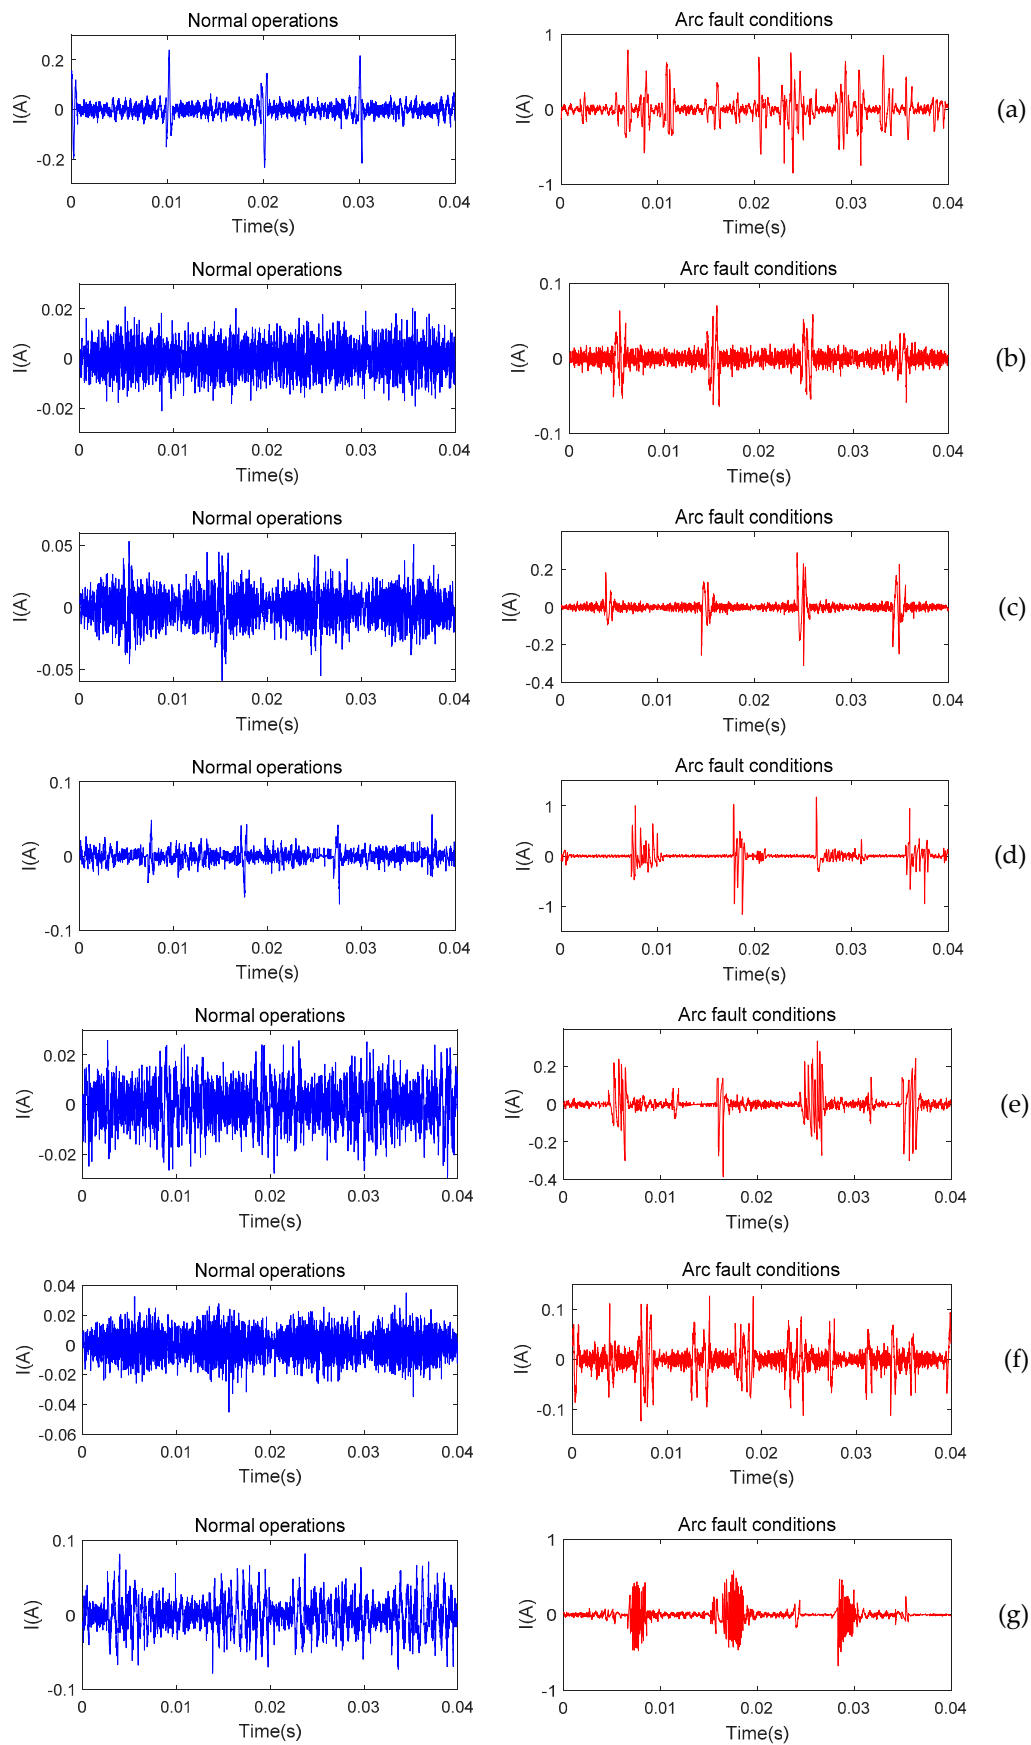 Normal operations
Arc fault conditions
0.2
0
-0.2
I(A)
0
0.01
0.02
0.03
0.04
Time(s)
1
0
-1
I(A)
0
0.01
0.02
0.03
0.04
Time(s)
(a)
Normal operations
Arc fault conditions
0.02
0
-0.02
I(A)
0
0.01
0.02
0.03
0.04
Time(s)
0.1
0
-0.1
I(A)
0
0.01
0.02
0.03
0.04
Time(s)
(b)
Normal operations
Arc fault conditions
0.05
0
-0.05
I(A)
0
0.01
0.02
0.03
0.04
Time(s)
0.2
0
-0.2
-0.4
I(A)
0
0.01
0.02
0.03
0.04
Time(s)
(c)
Normal operations
Arc fault conditions
0.1
0
-0.1
I(A)
0
0.01
0.02
0.03
0.04
Time(s)
1
0
-1
I(A)
0
0.01
0.02
0.03
0.04
Time(s)
(d)
Normal operations
Arc fault conditions
0.02
0
-0.02
I(A)
0
0.01
0.02
0.03
0.04
Time(s)
0.2
0
-0.2
-0.4
I(A)
0
0.01
0.02
0.03
0.04
Time(s)
(e)
Normal operations
Arc fault conditions
0.04
0.02
0
-0.02
-0.04
-0.06
I(A)
0
0.01
0.02
0.03
0.04
Time(s)
0.1
0
-0.1
I(A)
0
0.01
0.02
0.03
0.04
Time(s)
(f)
Normal operations
Arc fault conditions
0.1
0
-0.1
I(A)
0
0.01
0.02
0.03
0.04
Time(s)
1
0
-1
I(A)
0
0.01
0.02
0.03
0.04
Time(s)
(g)